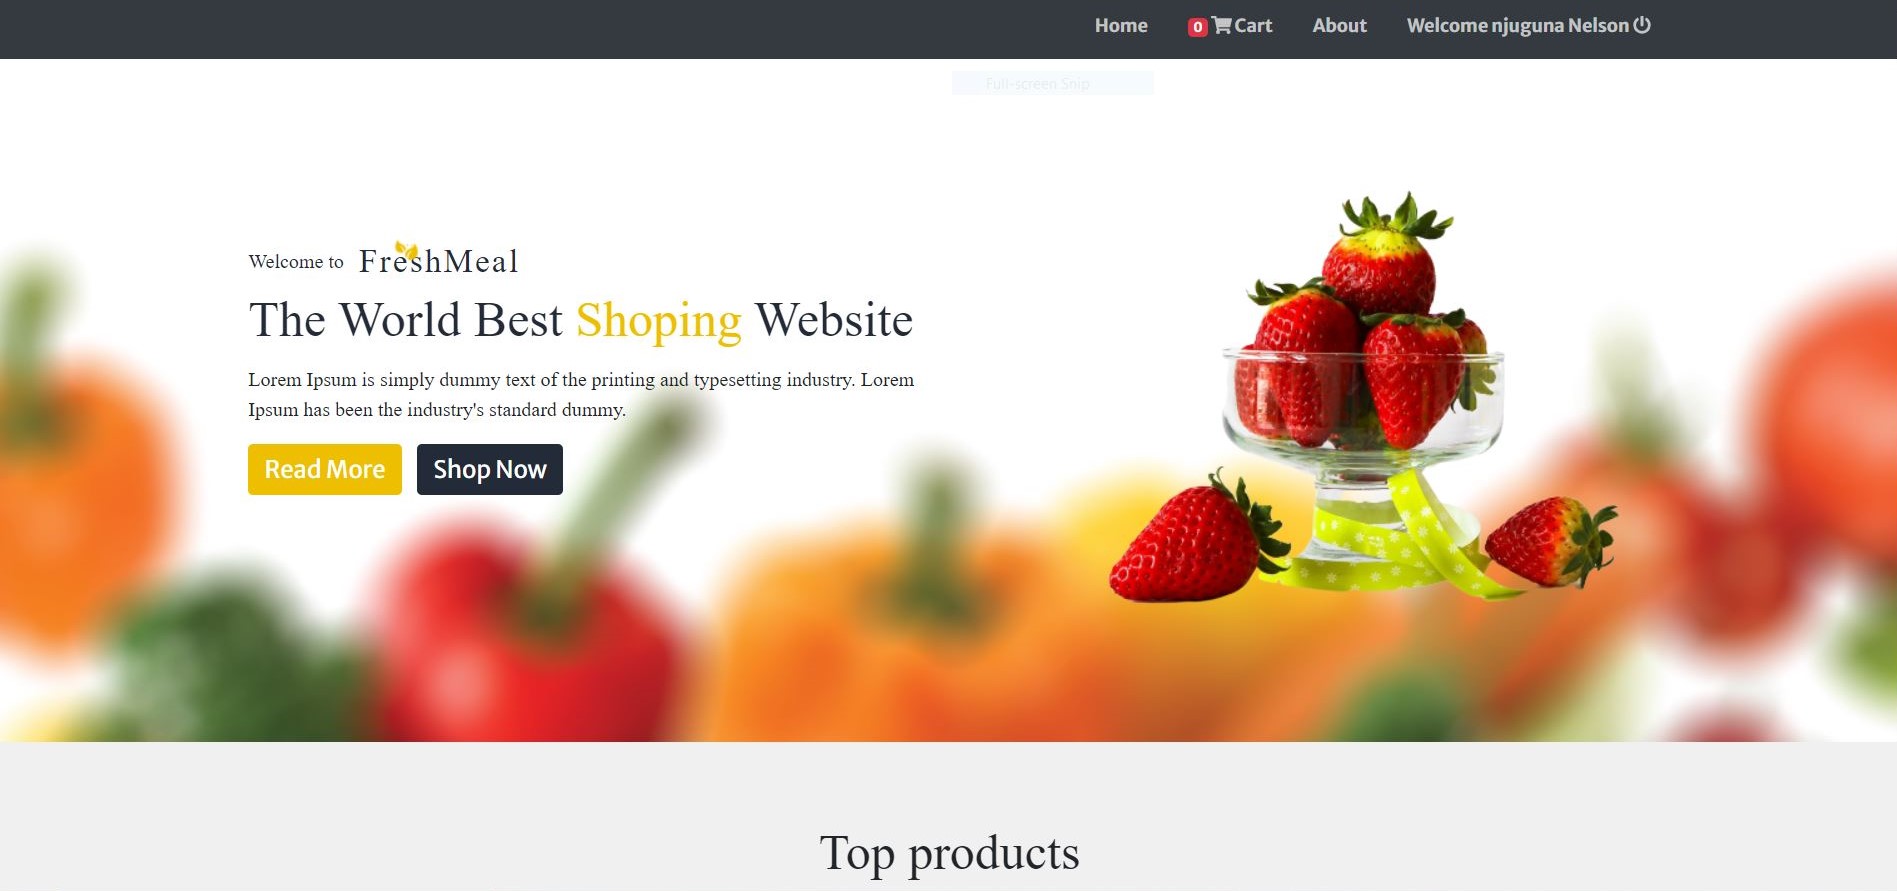 Home 0 Cart About Welcome njuguna Nelson
Full-screen Snip
Welcome to FreshMeal
The World Best Shoping Website
Lorem Ipsum is simply dummy text of the printing and typesetting industry. Lorem
Ipsum has been the industry's standard dummy.
Read More Shop Now
Top products